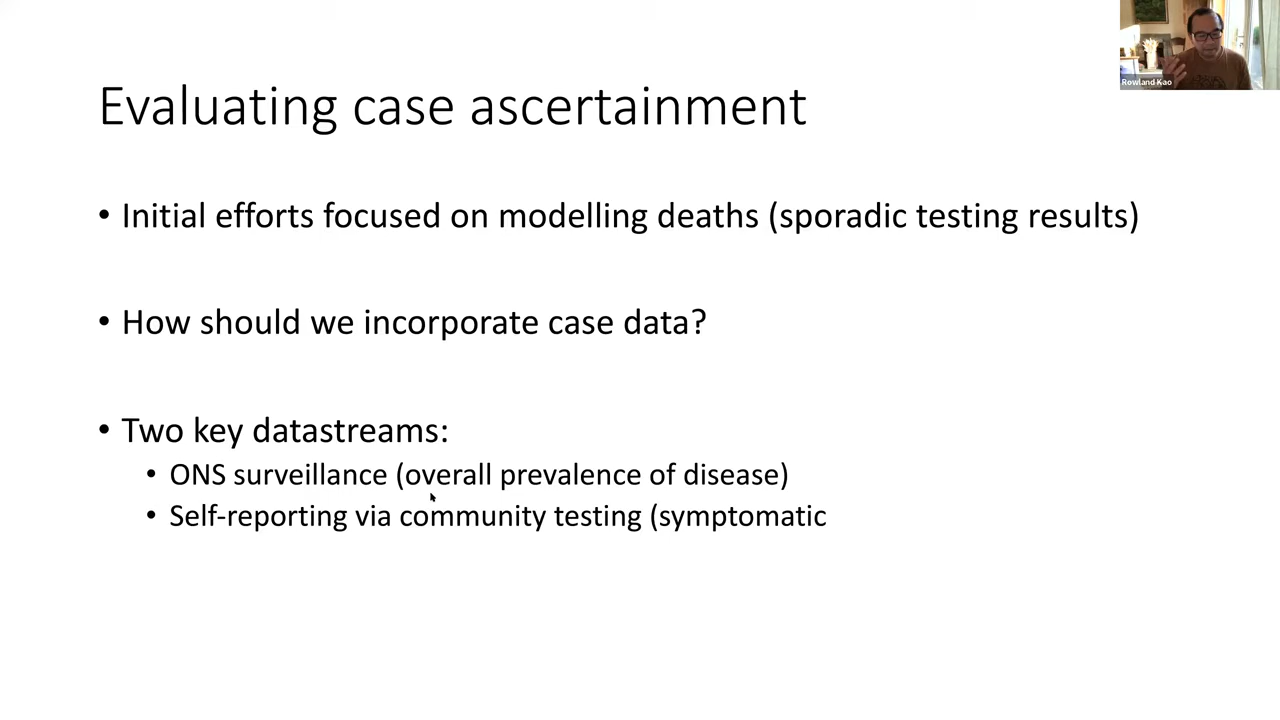 Rowland Kao
Evaluating case ascertainment
• Initial efforts focused on modelling deaths (sporadic testing results)
• How should we incorporate case data?
• Two key datastreams:
• ONS surveillance (overall prevalence of disease)
• Self-reporting via community testing (symptomatic